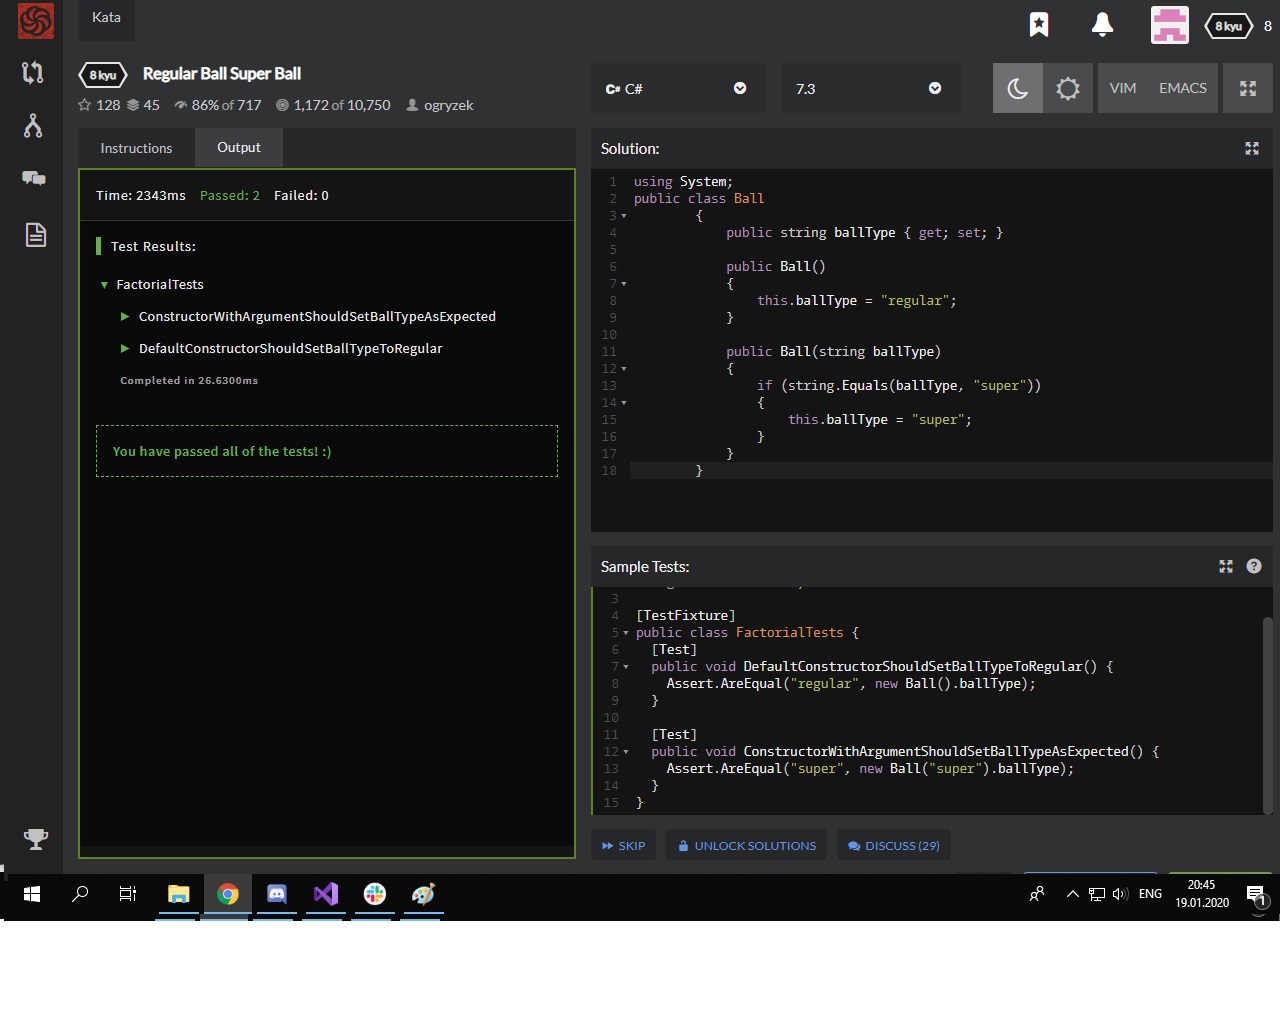 Kata
8 kyu
8
8 kyu
Regular Ball Super Ball
128 45 86% of 717 1,172 of 10,750 ogryzek
C# C#
7.3
VIM
EMACS
Instructions
Output
Time: 2343ms Passed: 2 Failed: 0
Test Results:
FactorialTests
ConstructorWithArgumentShouldSetBallTypeAsExpected
DefaultConstructorShouldSetBallTypeToRegular
Completed in 26.6300ms
You have passed all of the tests! :)
Solution:
1 using System;
2 public class Ball
3 {
4 public string ballType { get; set; }
5
6 public Ball()
7 {
8 this.ballType = "regular";
9 }
10
11 public Ball(string ballType)
12 {
13 if (string.Equals(ballType, "super"))
14 {
15 this.ballType = "super";
16 }
17 }
18 }
Sample Tests:
3
4 [TestFixture]
5 public class FactorialTests {
6 [Test]
7 public void DefaultConstructorShouldSetBallTypeToRegular() {
8 Assert.AreEqual("regular", new Ball().ballType);
9 }
10
11 [Test]
12 public void ConstructorWithArgumentShouldSetBallTypeAsExpected() {
13 Assert.AreEqual("super", new Ball("super").ballType);
14 }
15 }
SKIP
UNLOCK SOLUTIONS
DISCUSS (29)
ENG
20:45
19.01.2020
1